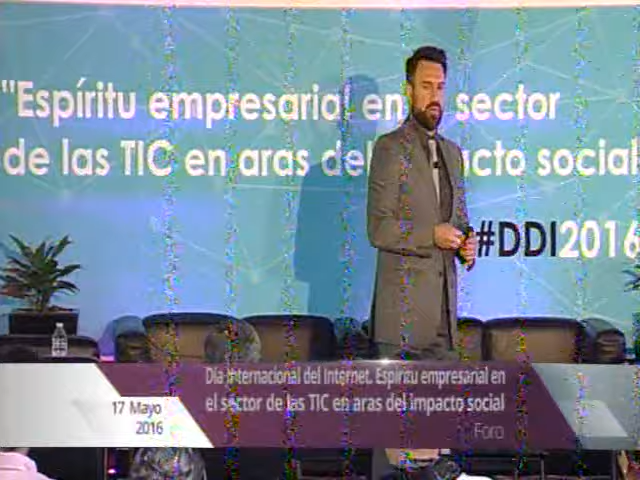 "Espíritu empresarial en el sector
de las TIC en aras del impacto social
#DDI2016
17 Mayo
2016
Día Internacional del Internet. Espíritu empresarial en
el sector de las TIC en aras del impacto social
Foro